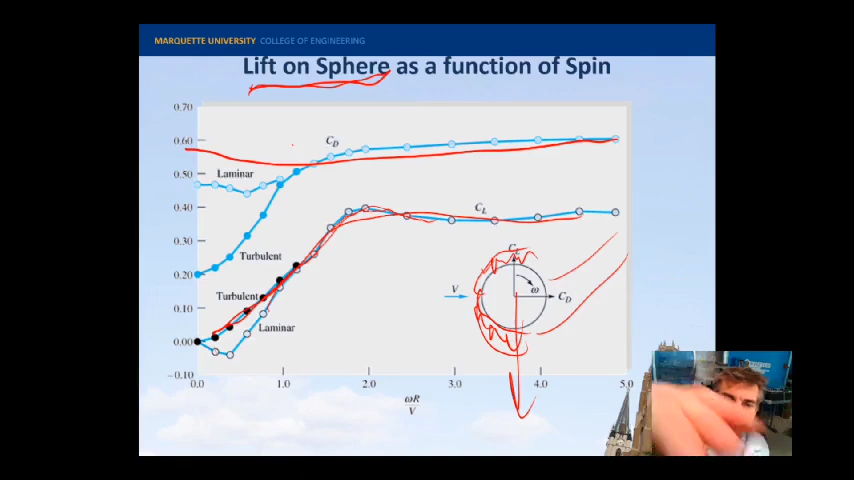 MARQUETTE UNIVERSITY COLLEGE OF ENGINEERING
Lift on Sphere as a function of Spin
0.70
0.60
0.50
0.40
0.30
0.20
0.10
0.00
−0.10
C_D
Laminar
C_L
Turbulent
Turbulent
Laminar
V
ω
C_D
0.0 1.0 2.0 3.0 4.0 5.0
ωR
V